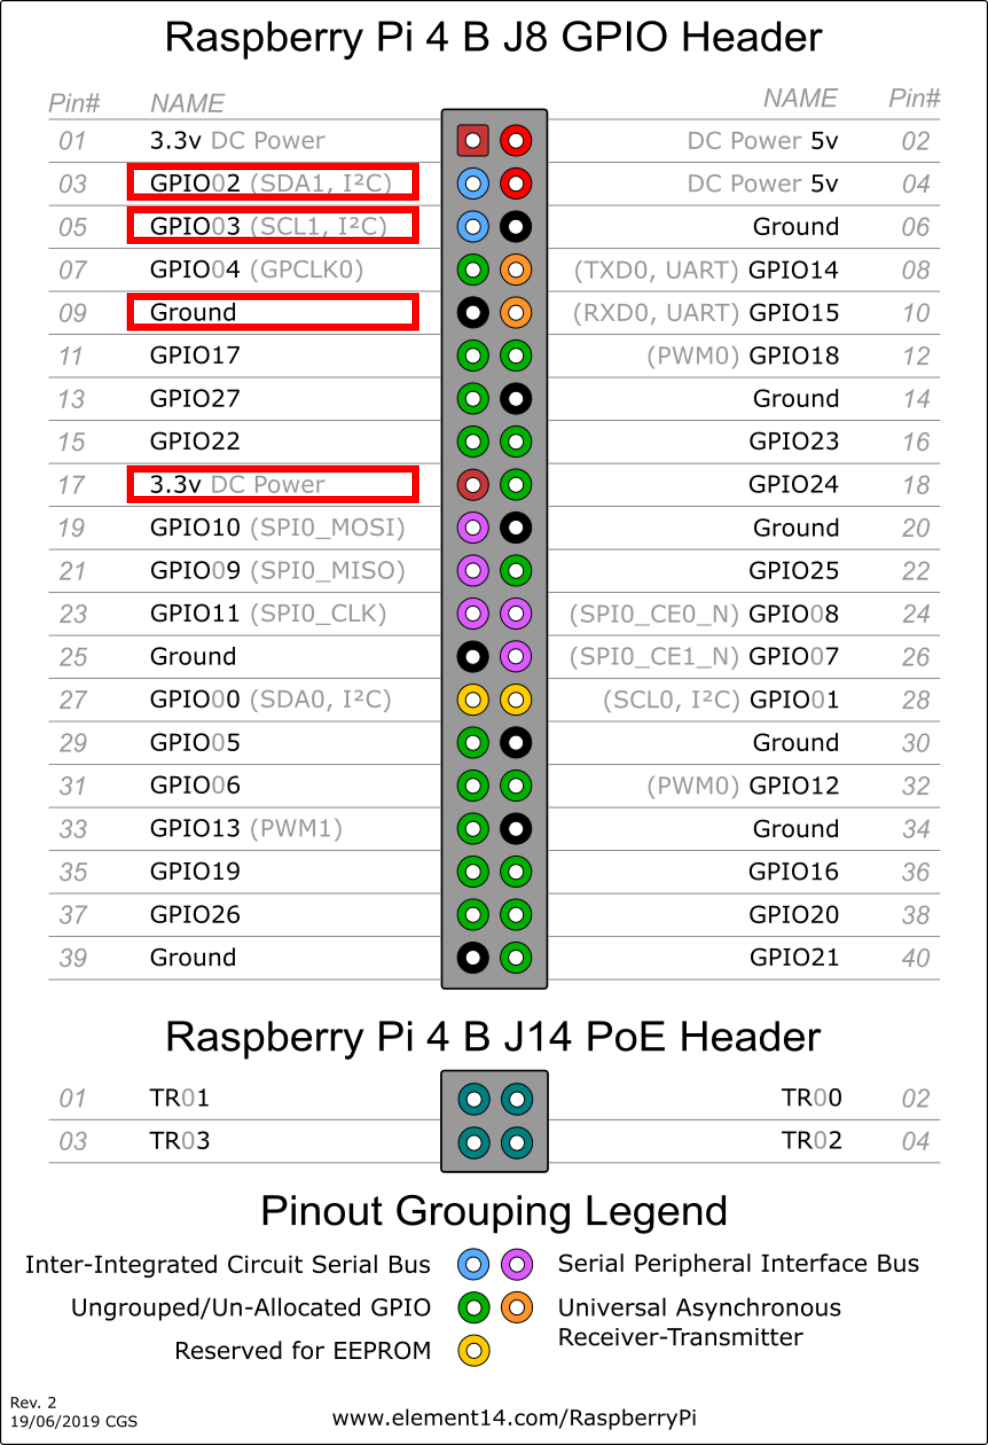 Raspberry Pi 4 B J8 GPIO Header
Pin# NAME NAME Pin#
01 3.3v DC Power DC Power 5v 02
03 GPIO02 (SDA1, I²C) DC Power 5v 04
05 GPIO03 (SCL1, I²C) Ground 06
07 GPIO04 (GPCLK0) (TXD0, UART) GPIO14 08
09 Ground (RXD0, UART) GPIO15 10
11 GPIO17 (PWM0) GPIO18 12
13 GPIO27 Ground 14
15 GPIO22 GPIO23 16
17 3.3v DC Power GPIO24 18
19 GPIO10 (SPI0_MOSI) Ground 20
21 GPIO09 (SPI0_MISO) GPIO25 22
23 GPIO11 (SPI0_CLK) (SPI0_CE0_N) GPIO08 24
25 Ground (SPI0_CE1_N) GPIO07 26
27 GPIO00 (SDA0, I²C) (SCL0, I²C) GPIO01 28
29 GPIO05 Ground 30
31 GPIO06 (PWM0) GPIO12 32
33 GPIO13 (PWM1) Ground 34
35 GPIO19 GPIO16 36
37 GPIO26 GPIO20 38
39 Ground GPIO21 40
Raspberry Pi 4 B J14 PoE Header
01 TR01 TR00 02
03 TR03 TR02 04
Pinout Grouping Legend
Inter-Integrated Circuit Serial Bus Serial Peripheral Interface Bus
Ungrouped/Un-Allocated GPIO Universal Asynchronous
Receiver-Transmitter
Reserved for EEPROM
Rev. 2
19/06/2019 CGS www.element14.com/RaspberryPi